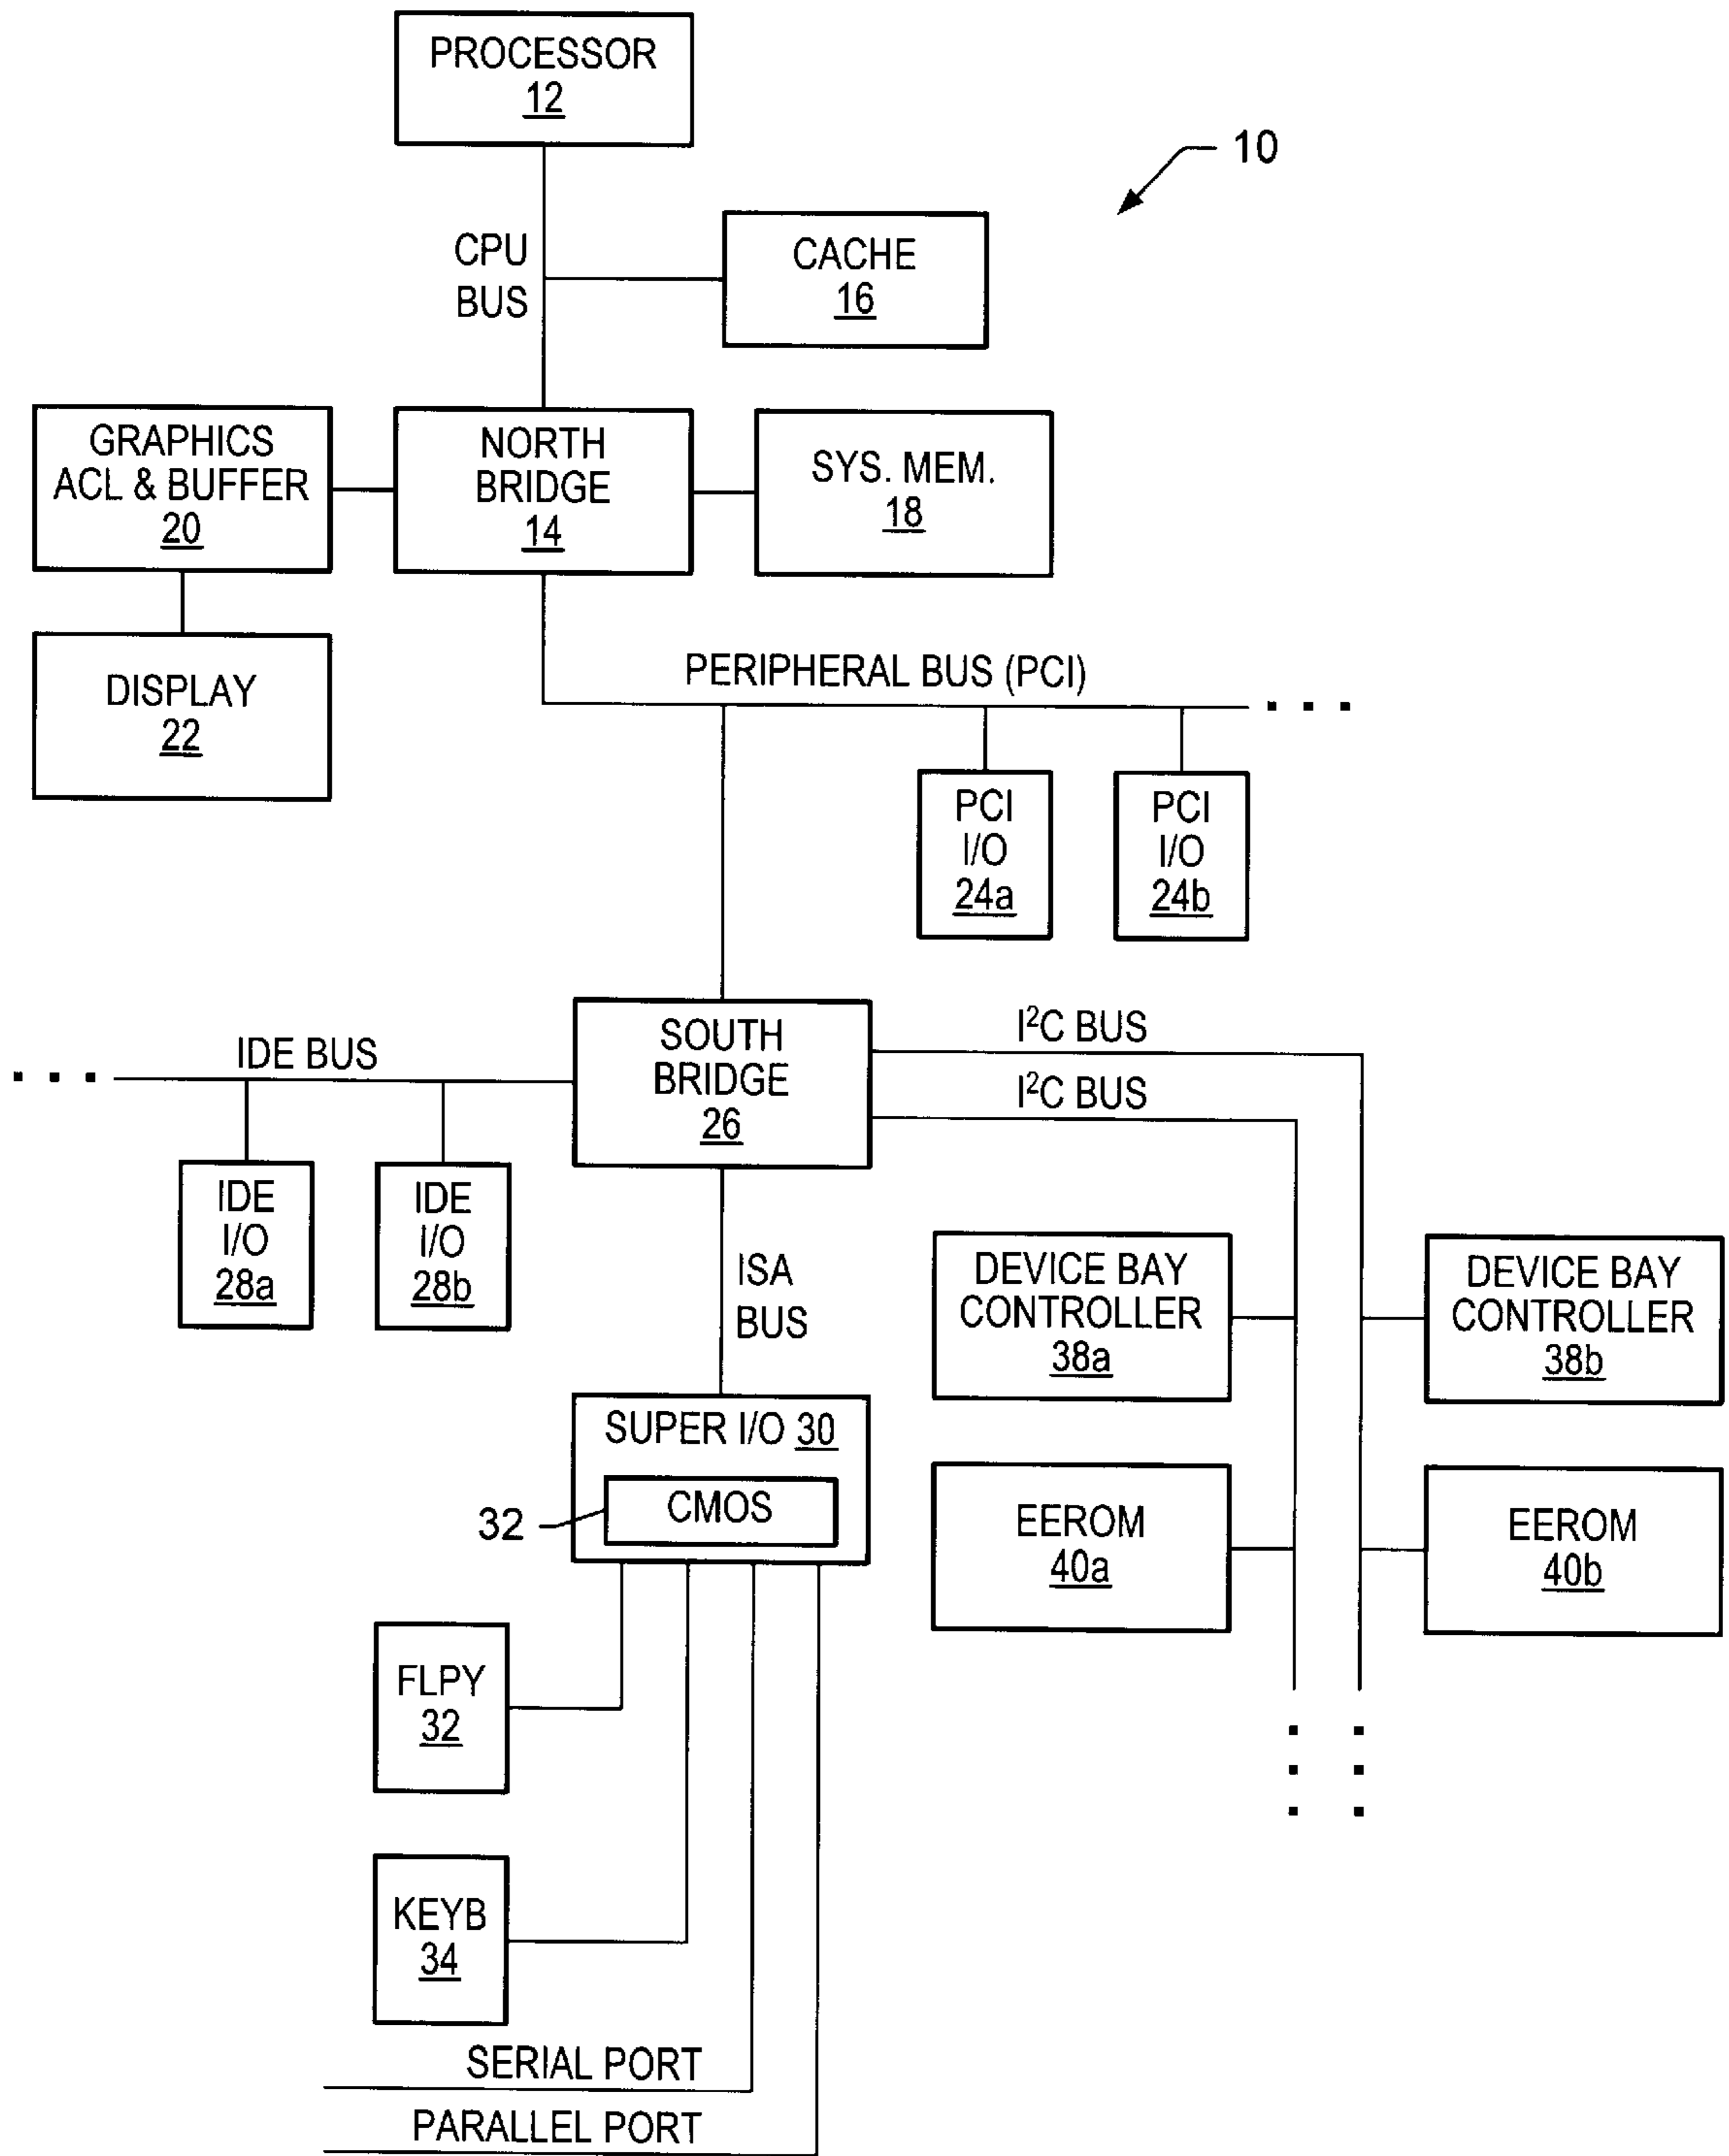 PROCESSOR
12
10
CPU
BUS
CACHE
16
GRAPHICS
ACL & BUFFER
20
NORTH
BRIDGE
14
SYS. MEM.
18
DISPLAY
22
PERIPHERAL BUS (PCI)
PCI
I/O
24a
PCI
I/O
24b
IDE BUS
SOUTH
BRIDGE
26
I²C BUS
I²C BUS
IDE
I/O
28a
IDE
I/O
28b
ISA
BUS
DEVICE BAY
CONTROLLER
38a
DEVICE BAY
CONTROLLER
38b
SUPER I/O 30
32
CMOS
EEROM
40a
EEROM
40b
FLPY
32
KEYB
34
SERIAL PORT
PARALLEL PORT